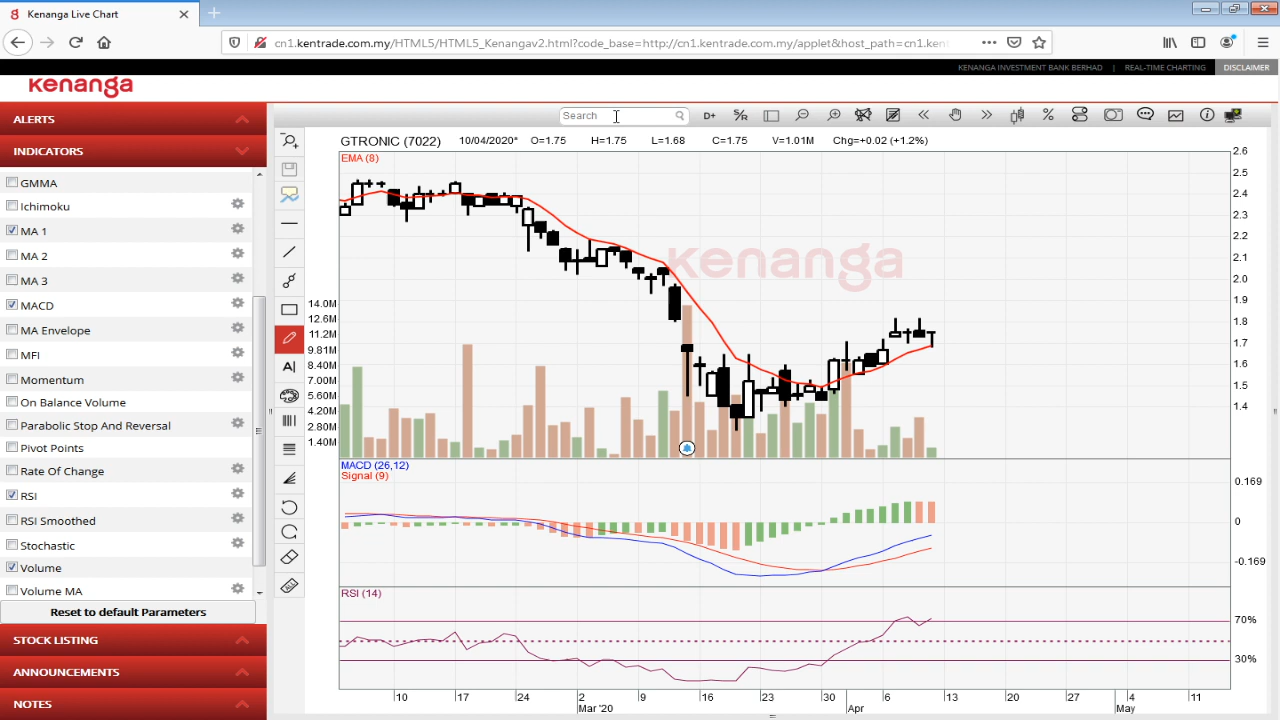 Kenanga Live Chart
cn1.kentrade.com.my/HTML5/HTML5_Kenangav2.html?code_base=http://cn1.kentrade.com.my/applet&host_path=cn1.ken
KENANGA INVESTMENT BANK BERHAD | REAL-TIME CHARTING DISCLAIMER
kenanga
ALERTS
INDICATORS
GMMA
Ichimoku
MA 1
MA 2
MA 3
MACD
MA Envelope
MFI
Momentum
On Balance Volume
Parabolic Stop And Reversal
Pivot Points
Rate Of Change
RSI
RSI Smoothed
Stochastic
Volume
Volume MA
Reset to default Parameters
STOCK LISTING
ANNOUNCEMENTS
NOTES
Search D+ S/R
GTRONIC (7022) 10/04/2020* O=1.75 H=1.75 L=1.68 C=1.75 V=1.01M Chg=+0.02 (+1.2%)
EMA (8)
kenanga
2.6
2.5
2.4
2.3
2.2
2.1
2.0
1.9
1.8
1.7
1.6
1.5
1.4
14.0M
12.6M
11.2M
9.81M
8.40M
7.00M
5.60M
4.20M
2.80M
1.40M
MACD (26,12)
Signal (9)
0.169
0
-0.169
RSI (14)
70%
30%
10 17 24 2 9 16 23 30 6 13 20 27 4 11
Mar '20 Apr May